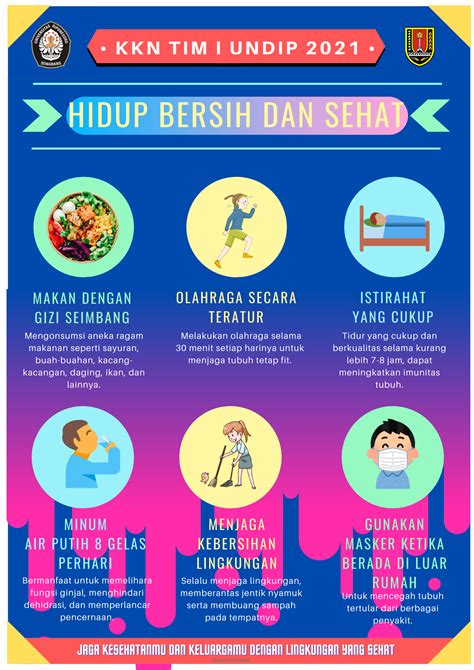 • KKN TIM I UNDIP 2021 •
HIDUP BERSIH DAN SEHAT
MAKAN DENGAN
GIZI SEIMBANG
Mengonsumsi aneka ragam
makanan seperti sayuran,
buah-buahan, kacang-
kacangan, daging, ikan, dan
lainnya.
OLAHRAGA SECARA
TERATUR
Melakukan olahraga selama
30 menit setiap harinya untuk
menjaga tubuh tetap fit.
ISTIRAHAT
YANG CUKUP
Tidur yang cukup dan
berkualitas selama kurang
lebih 7-8 jam, dapat
meningkatkan imunitas
tubuh.
MINUM
AIR PUTIH 8 GELAS
PERHARI
Bermanfaat untuk memelihara
fungsi ginjal, menghindari
dehidrasi, dan memperlancar
pencernaan.
MENJAGA
KEBERSIHAN
LINGKUNGAN
Selalu menjaga lingkungan,
memberantas jentik nyamuk
serta membuang sampah
pada tempatnya.
GUNAKAN
MASKER KETIKA
BERADA DI LUAR
RUMAH
Untuk mencegah tubuh
tertular dari berbagai
penyakit.
JAGA KESEHATANMU DAN KELUARGAMU DENGAN LINGKUNGAN YANG SEHAT